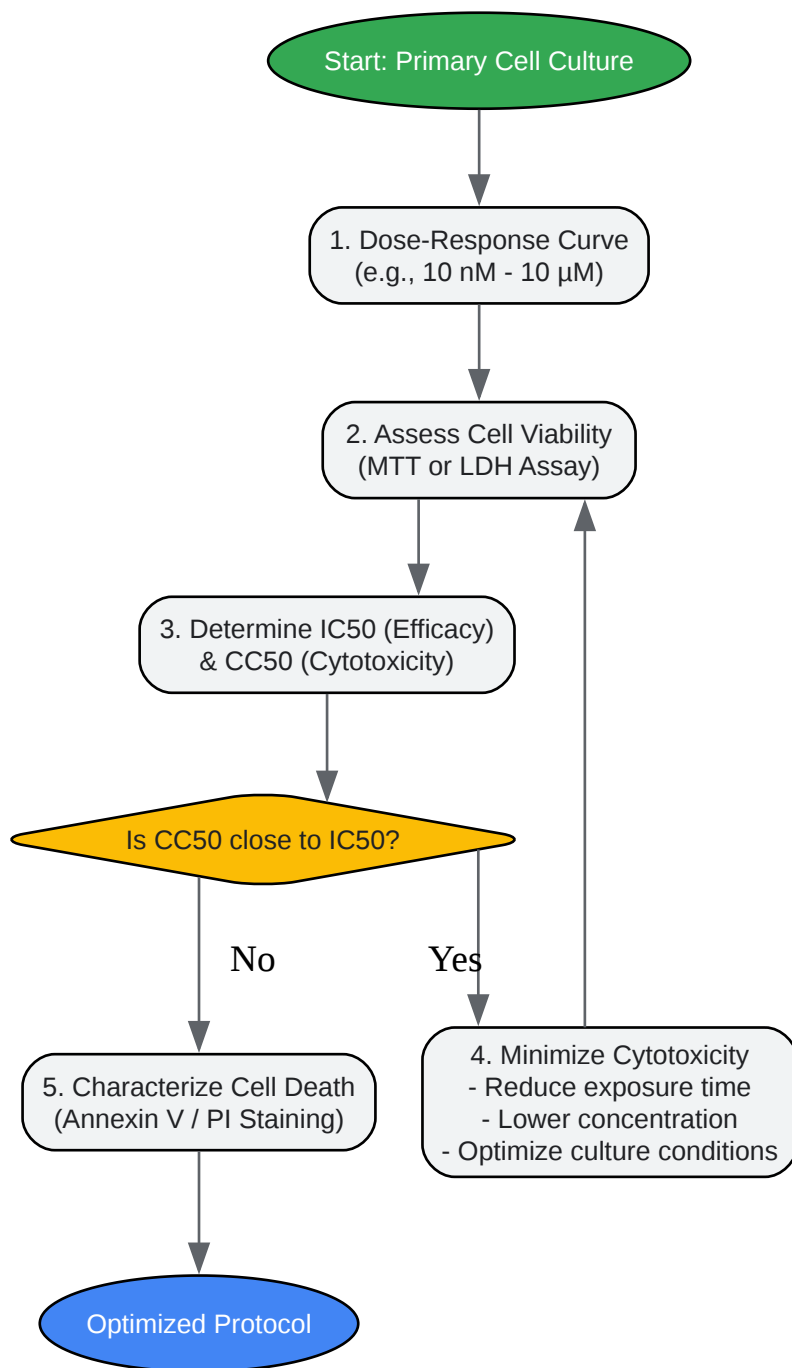 Start: Primary Cell Culture
1. Dose-Response Curve
(e.g., 10 nM - 10 µM)
2. Assess Cell Viability
(MTT or LDH Assay)
3. Determine IC50 (Efficacy)
& CC50 (Cytotoxicity)
Is CC50 close to IC50?
No
Yes
4. Minimize Cytotoxicity
- Reduce exposure time
- Lower concentration
- Optimize culture conditions
5. Characterize Cell Death
(Annexin V / PI Staining)
Optimized Protocol